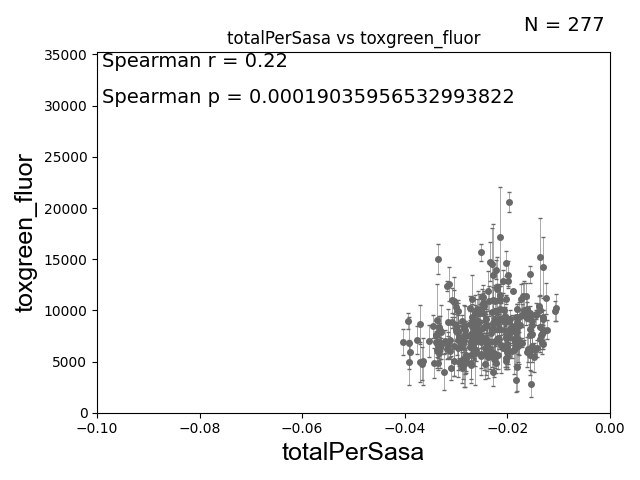 N = 277
totalPerSasa vs toxgreen_fluor
Spearman r = 0.22
Spearman p = 0.00019035956532993822
toxgreen_fluor
35000
30000
25000
20000
15000
10000
5000
0
−0.10 −0.08 −0.06 −0.04 −0.02 0.00
totalPerSasa